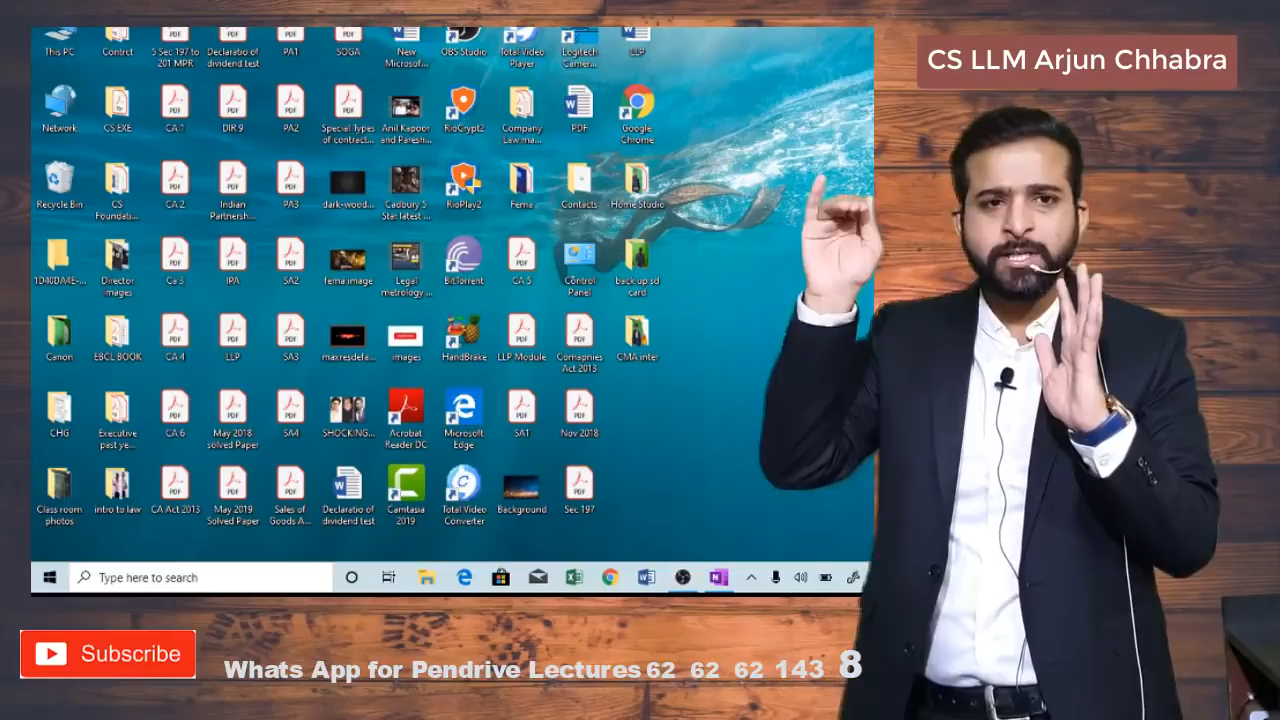 CS LLM Arjun Chhabra
This PC
Contrct
5 Sec 197 to
201 MPR
Declaratio of
dividend test
PA1
SOGA
New
Microsof...
OBS Studio
Total Video
Player
Logitech
Camer...
LLP
Network
CS EXE
CA 1
DIR 9
PA2
Special Types
of contract...
Anil Kapoor
and Paresh...
RioCrypt2
Company
Law ma...
PDF
Google
Chrome
Recycle Bin
CS
Foundati...
CA 2
Indian
Partnersh...
PA3
dark-wood...
Cadbury 5
Star latest ...
RioPlay2
Fema
Contacts
Home Studio
1D40DA4E-...
Director
images
Ca 3
IPA
SA2
fema image
Legal
metrology ...
BitTorrent
CA 5
Control
Panel
back up sd
card
Canon
EBCL BOOK
CA 4
LLP
SA3
maxresdefa...
images
HandBrake
LLP Module
Comapnies
Act 2013
CMA inter
CHG
Executive
past ye...
CA 6
May 2018
solved Paper
SA4
SHOCKING...
Acrobat
Reader DC
Microsoft
Edge
SA1
Nov 2018
Class room
photos
intro to law
CA Act 2013
May 2019
Solved Paper
Sales of
Goods A...
Declaratio of
dividend test
Camtasia
2019
Total Video
Converter
Background
Sec 197
Type here to search
Subscribe
Whats App for Pendrive Lectures 62 62 62 143 8